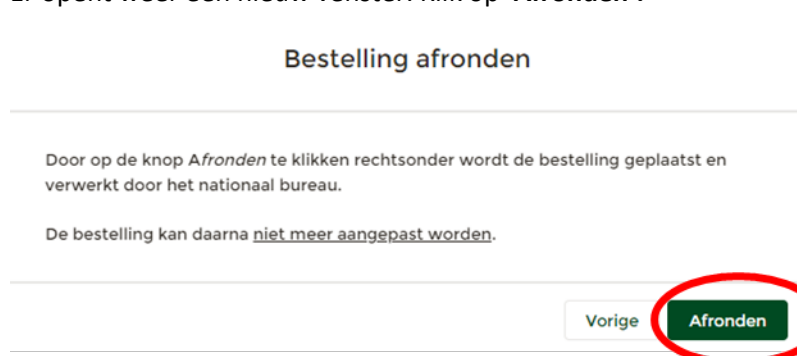 Bestelling afronden
Door op de knop Afronden te klikken rechtsonder wordt de bestelling geplaatst en
verwerkt door het nationaal bureau.
De bestelling kan daarna niet meer aangepast worden.
Vorige
Afronden